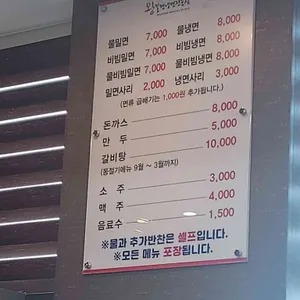 물밀면 7,000 물냉면 8,000
비빔밀면 7,000 비빔냉면 8,000
물비빔밀면 7,000 물비빔냉면 8,000
밀면사리 2,000 냉면사리 3,000
(면류 곱빼기는 1,000원 추가됩니다.)
돈까스 8,000
만 두 5,000
갈비탕 10,000
(동절기메뉴 9월 ~ 3월까지)
소 주 3,000
맥 주 4,000
음료수 1,500
※물과 추가반찬은 셀프입니다.
※모든 메뉴 포장됩니다.